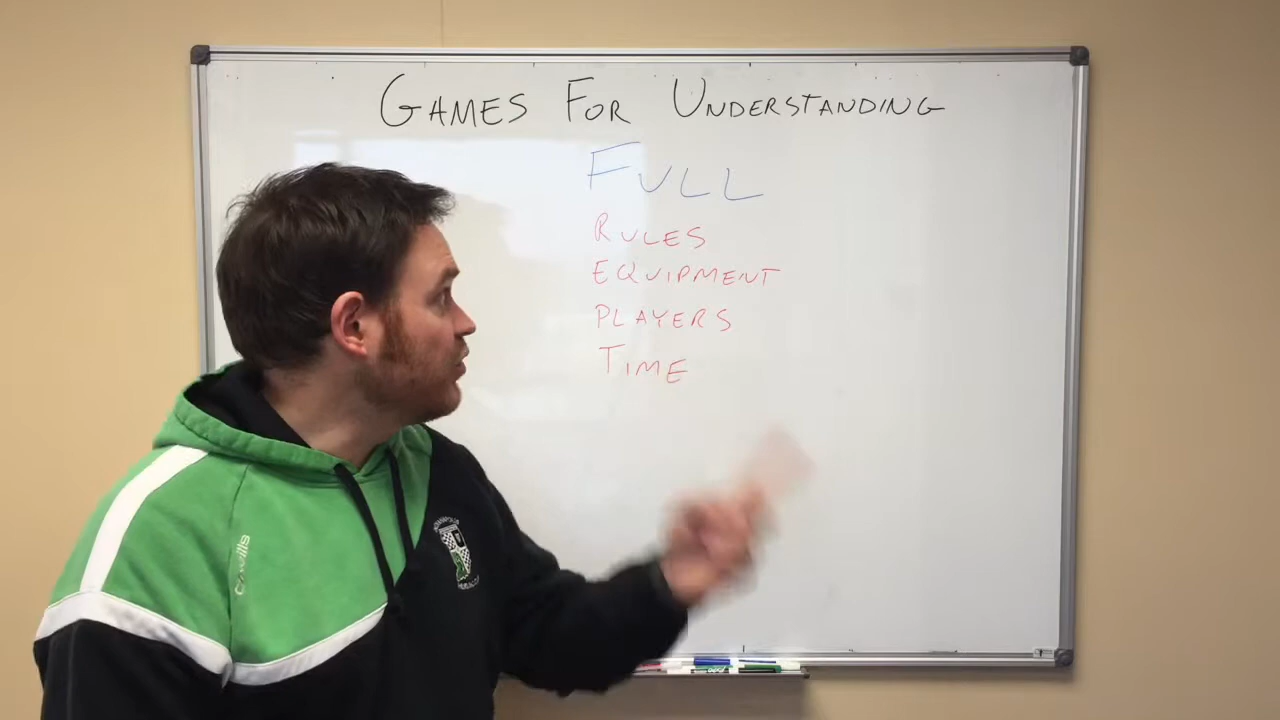 GAMES FOR UNDERSTANDING
FULL
RULES
EQUIPMENT
PLAYERS
TIME